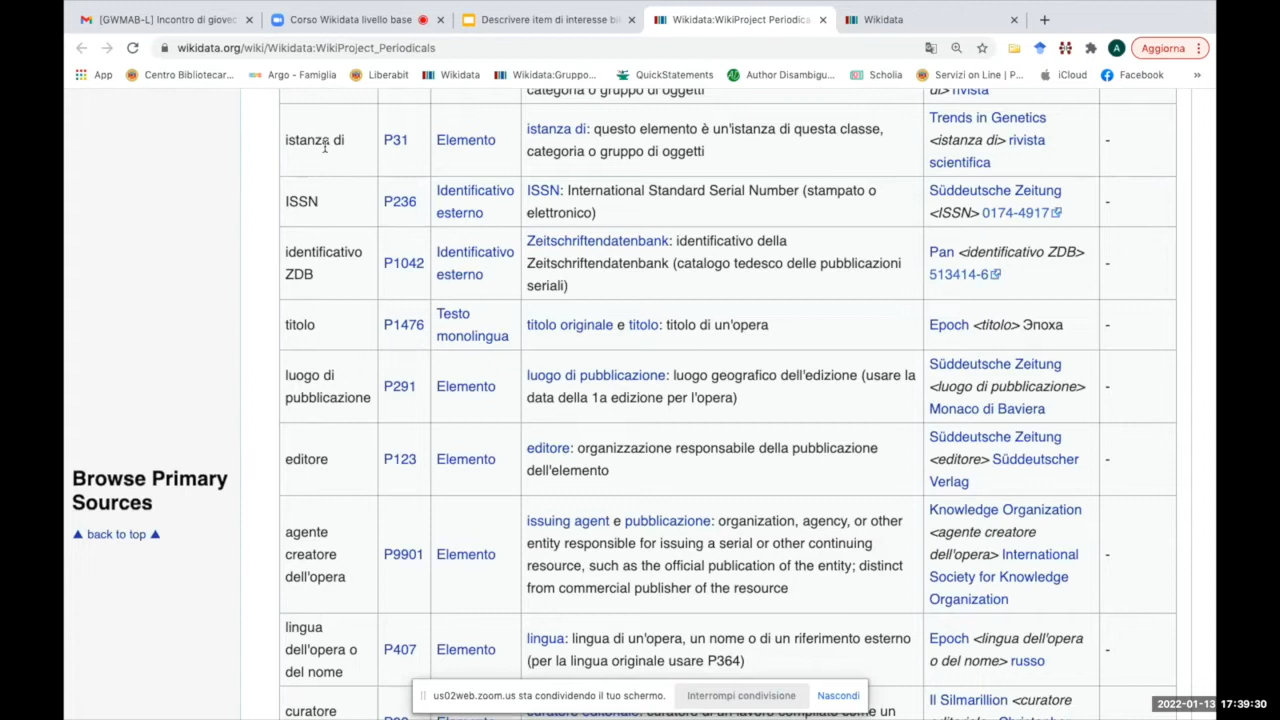 [GWMAB-L] Incontro di giovec
Corso Wikidata livello base
Descrivere item di interesse bi
Wikidata:WikiProject Periodica
Wikidata
wikidata.org/wiki/Wikidata:WikiProject_Periodicals
A
Aggiorna
App
Centro Bibliotecar...
Argo - Famiglia
Liberabit
Wikidata
Wikidata:Gruppo...
QuickStatements
Author Disambigu...
Scholia
Servizi on Line | P...
iCloud
Facebook
»
categoria o gruppo di oggetti
di> rivista
istanza di
P31
Elemento
istanza di: questo elemento è un'istanza di questa classe,
categoria o gruppo di oggetti
Trends in Genetics
<istanza di> rivista
scientifica
-
ISSN
P236
Identificativo
esterno
ISSN: International Standard Serial Number (stampato o
elettronico)
Süddeutsche Zeitung
<ISSN> 0174-4917
-
identificativo
ZDB
P1042
Identificativo
esterno
Zeitschriftendatenbank: identificativo della
Zeitschriftendatenbank (catalogo tedesco delle pubblicazioni
seriali)
Pan <identificativo ZDB>
513414-6
-
titolo
P1476
Testo
monolingua
titolo originale e titolo: titolo di un'opera
Epoch <titolo> Эпоха
-
luogo di
pubblicazione
P291
Elemento
luogo di pubblicazione: luogo geografico dell'edizione (usare la
data della 1a edizione per l'opera)
Süddeutsche Zeitung
<luogo di pubblicazione>
Monaco di Baviera
-
editore
P123
Elemento
editore: organizzazione responsabile della pubblicazione
dell'elemento
Süddeutsche Zeitung
<editore> Süddeutscher
Verlag
-
Browse Primary
Sources
▲ back to top ▲
agente
creatore
dell'opera
P9901
Elemento
issuing agent e pubblicazione: organization, agency, or other
entity responsible for issuing a serial or other continuing
resource, such as the official publication of the entity; distinct
from commercial publisher of the resource
Knowledge Organization
<agente creatore
dell'opera> International
Society for Knowledge
Organization
-
lingua
dell'opera o
del nome
P407
Elemento
lingua: lingua di un'opera, un nome o di un riferimento esterno
(per la lingua originale usare P364)
Epoch <lingua dell'opera
o del nome> russo
-
curatore
Il Silmarillion <curatore
us02web.zoom.us sta condividendo il tuo schermo.
Interrompi condivisione
Nascondi
2022-01-13 17:39:30